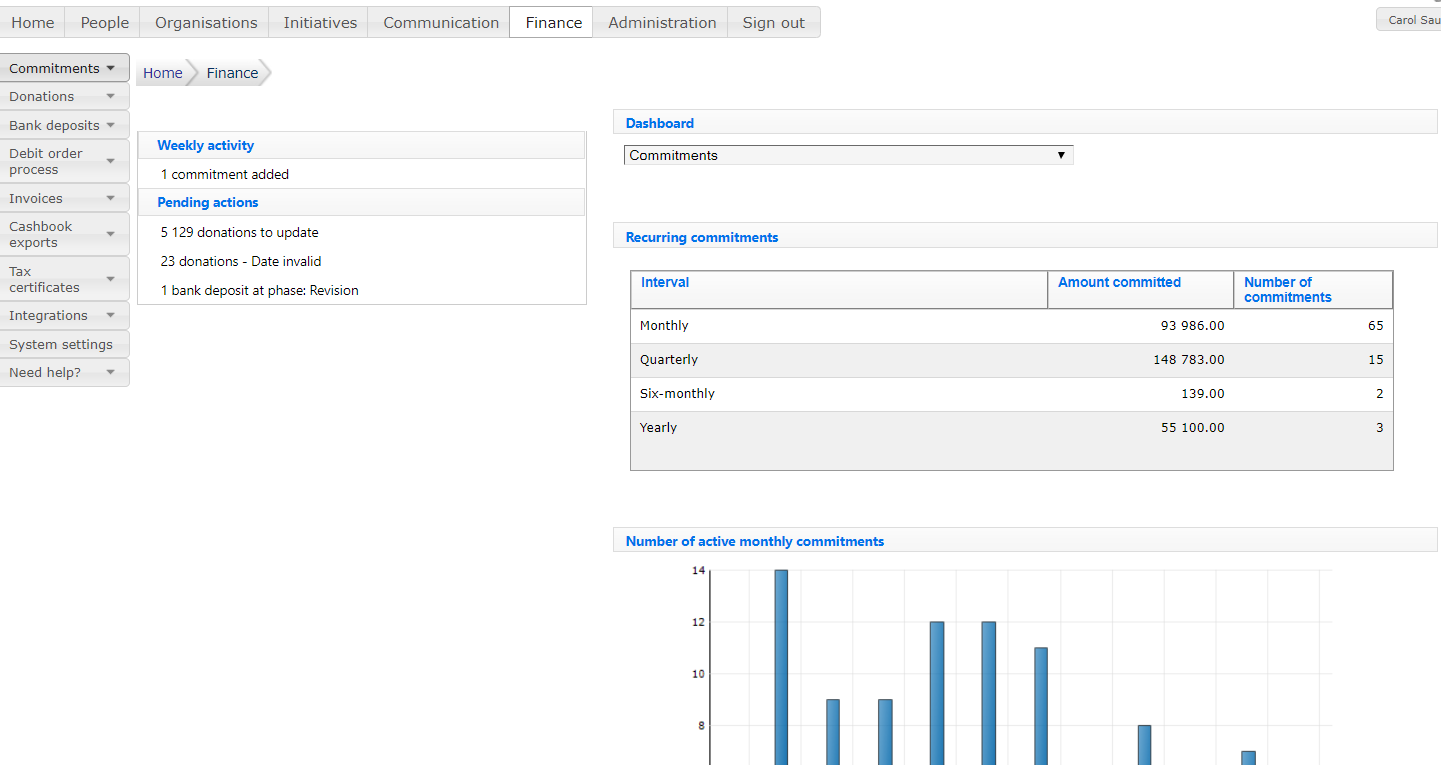 Home People Organisations Initiatives Communication Finance Administration Sign out
Carol Sau
Commitments
Donations
Bank deposits
Debit order
process
Invoices
Cashbook
exports
Tax
certificates
Integrations
System settings
Need help?
Home Finance
Weekly activity
1 commitment added
Pending actions
5 129 donations to update
23 donations - Date invalid
1 bank deposit at phase: Revision
Dashboard
Commitments
Recurring commitments
Interval Amount committed Number of
commitments
Monthly 93 986.00 65
Quarterly 148 783.00 15
Six-monthly 139.00 2
Yearly 55 100.00 3
Number of active monthly commitments
14
12
10
8